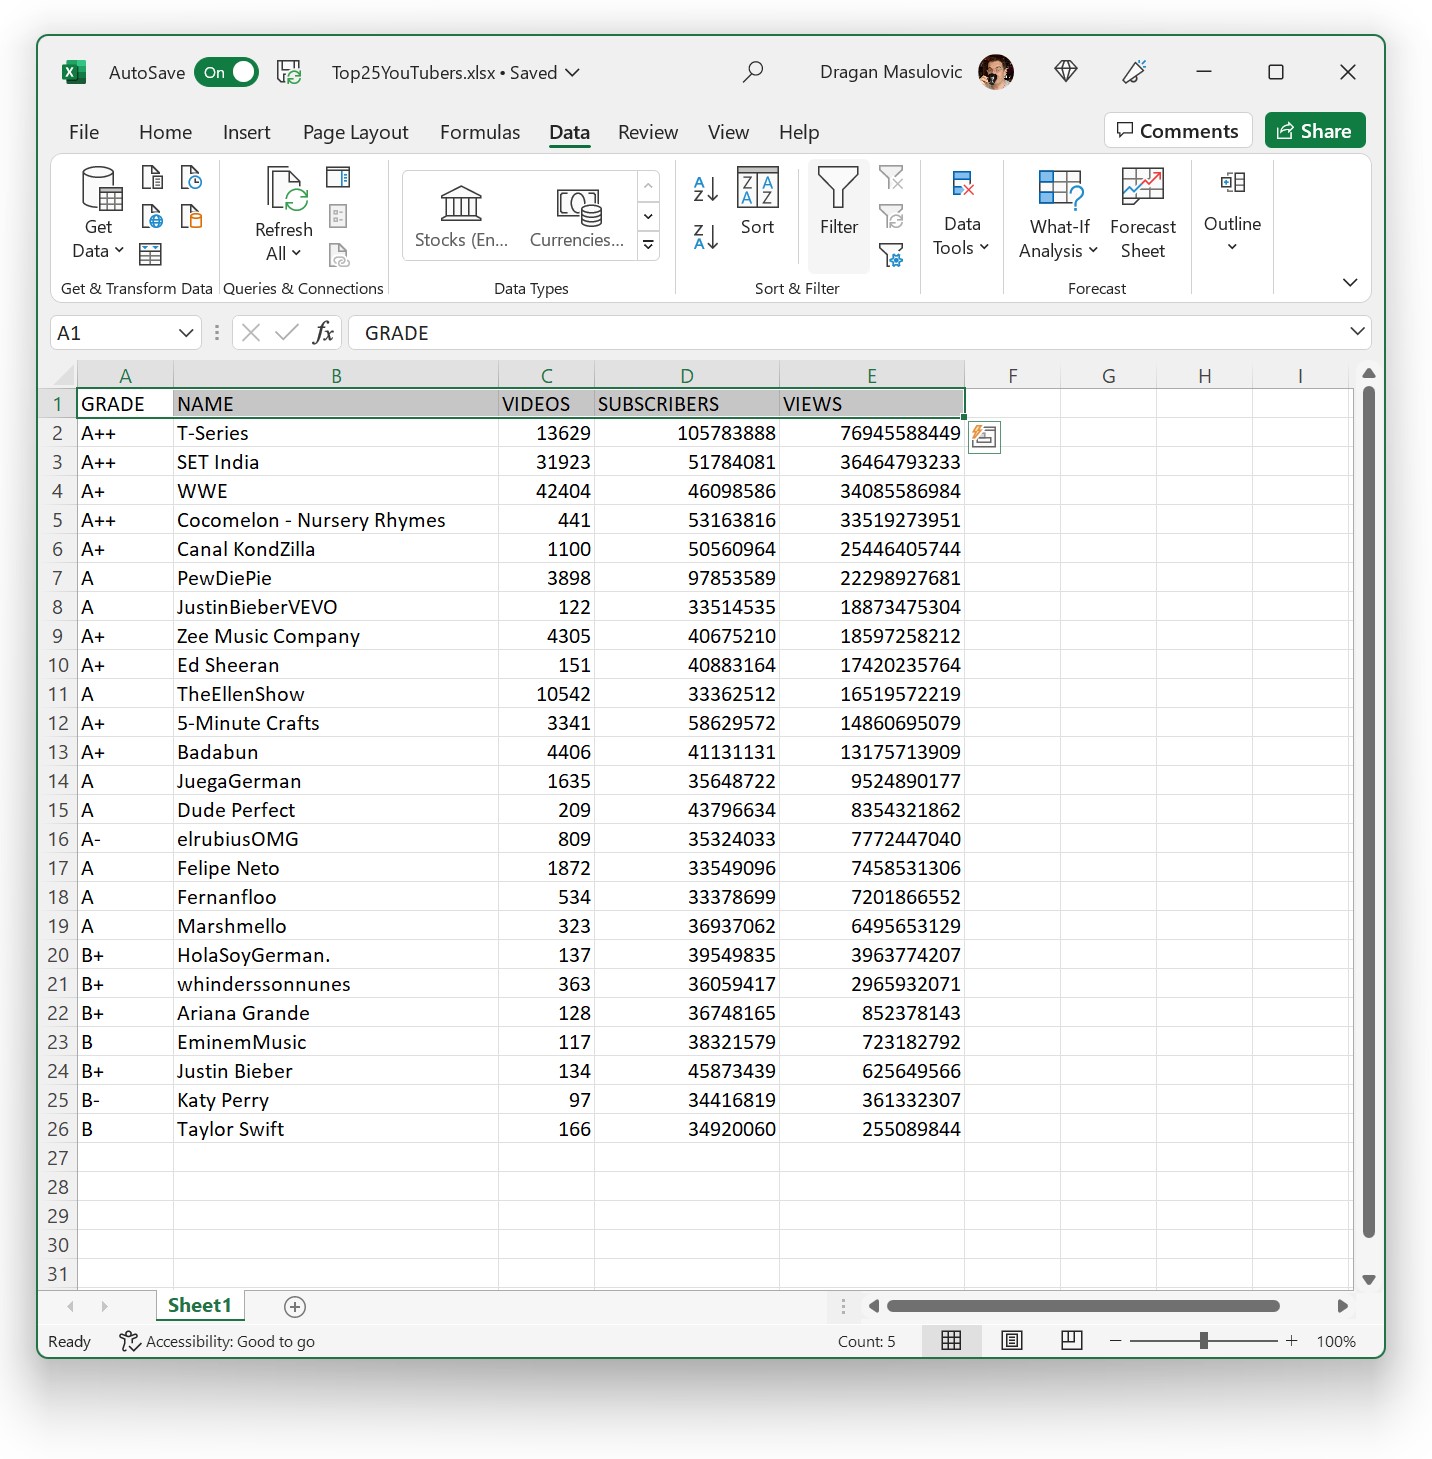 AutoSave On Top25YouTubers.xlsx • Saved Dragan Masulovic
File Home Insert Page Layout Formulas Data Review View Help Comments Share
Get Data
Refresh All
Stocks (En... Currencies...
Sort
Filter
Data Tools
What-If Analysis
Forecast Sheet
Outline
Get & Transform Data Queries & Connections Data Types Sort & Filter Forecast
A1 fx GRADE
A B C D E F G H I
1 GRADE NAME VIDEOS SUBSCRIBERS VIEWS
2 A++ T-Series 13629 105783888 76945588449
3 A++ SET India 31923 51784081 36464793233
4 A+ WWE 42404 46098586 34085586984
5 A++ Cocomelon - Nursery Rhymes 441 53163816 33519273951
6 A+ Canal KondZilla 1100 50560964 25446405744
7 A PewDiePie 3898 97853589 22298927681
8 A JustinBieberVEVO 122 33514535 18873475304
9 A+ Zee Music Company 4305 40675210 18597258212
10 A+ Ed Sheeran 151 40883164 17420235764
11 A TheEllenShow 10542 33362512 16519572219
12 A+ 5-Minute Crafts 3341 58629572 14860695079
13 A+ Badabun 4406 41131131 13175713909
14 A JuegaGerman 1635 35648722 9524890177
15 A Dude Perfect 209 43796634 8354321862
16 A- elrubiusOMG 809 35324033 7772447040
17 A Felipe Neto 1872 33549096 7458531306
18 A Fernanfloo 534 33378699 7201866552
19 A Marshmello 323 36937062 6495653129
20 B+ HolaSoyGerman. 137 39549835 3963774207
21 B+ whinderssonnunes 363 36059417 2965932071
22 B+ Ariana Grande 128 36748165 852378143
23 B EminemMusic 117 38321579 723182792
24 B+ Justin Bieber 134 45873439 625649566
25 B- Katy Perry 97 34416819 361332307
26 B Taylor Swift 166 34920060 255089844
27
28
29
30
31
Sheet1
Ready Accessibility: Good to go Count: 5 100%